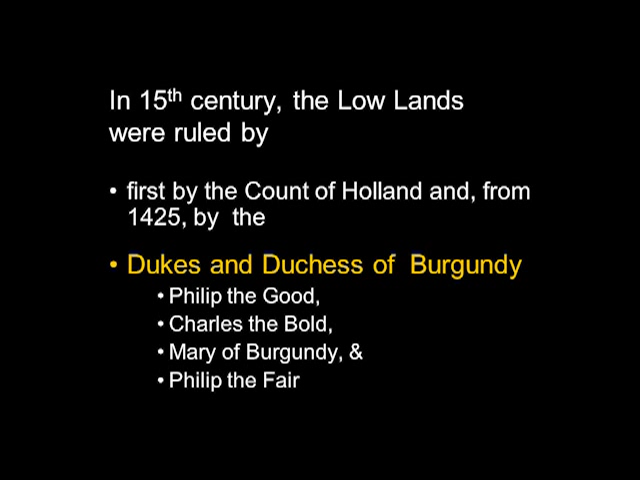 In 15th century, the Low Lands
were ruled by
• first by the Count of Holland and, from
1425, by the
• Dukes and Duchess of Burgundy
• Philip the Good,
• Charles the Bold,
• Mary of Burgundy, &
• Philip the Fair